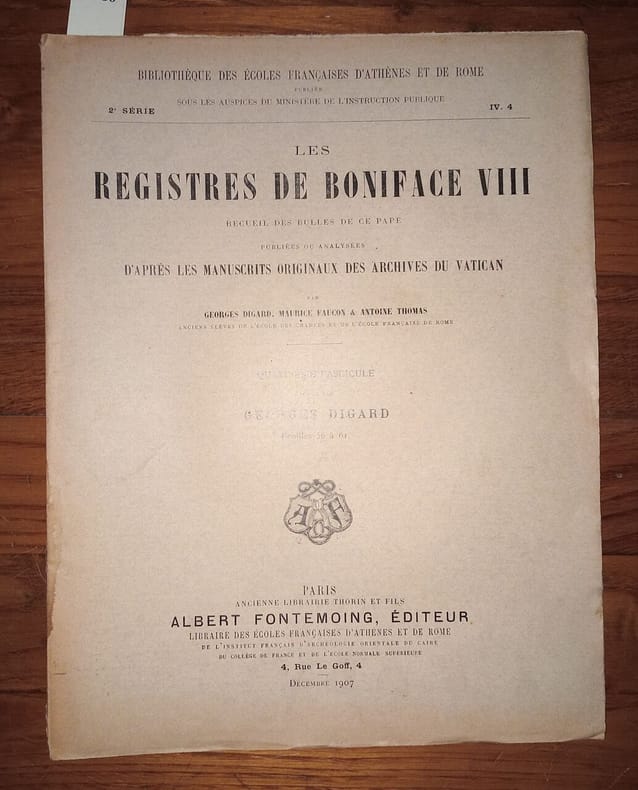 BIBLIOTHÈQUE DES ÉCOLES FRANÇAISES D'ATHÈNES ET DE ROME
PUBLIÉE
SOUS LES AUSPICES DU MINISTÈRE DE L'INSTRUCTION PUBLIQUE
2e SÉRIE IV. 4
LES
REGISTRES DE BONIFACE VIII
RECUEIL DES BULLES DE CE PAPE
PUBLIÉES OU ANALYSÉES
D'APRÈS LES MANUSCRITS ORIGINAUX DES ARCHIVES DU VATICAN
PAR
GEORGES DIGARD, MAURICE FAUCON & ANTOINE THOMAS
ANCIENS ÉLÈVES DE L'ÉCOLE DES CHARTES ET DE L'ÉCOLE FRANÇAISE DE ROME
FASCICULE
GEORGES DIGARD
Feuilles 56 à 61
A F
PARIS
ANCIENNE LIBRAIRIE THORIN ET FILS
ALBERT FONTEMOING, ÉDITEUR
LIBRAIRE DES ÉCOLES FRANÇAISES D'ATHÈNES ET DE ROME
DE L'INSTITUT FRANÇAIS D'ARCHÉOLOGIE ORIENTALE DU CAIRE
DU COLLÈGE DE FRANCE ET DE L'ÉCOLE NORMALE SUPÉRIEURE
4, Rue Le Goff, 4
DÉCEMBRE 1907